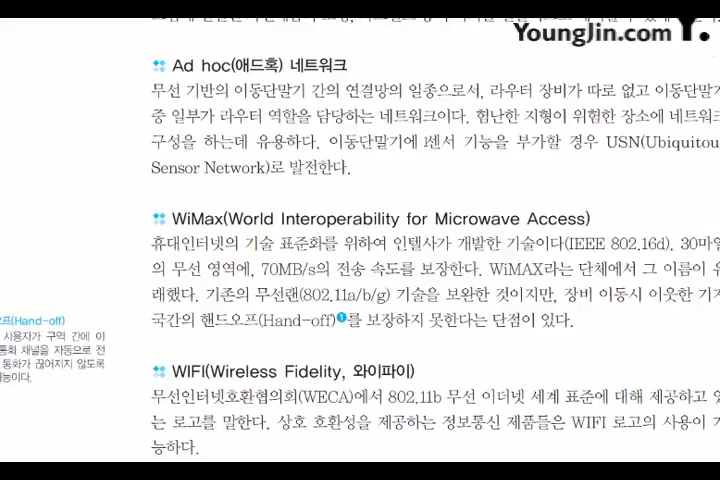 YoungJin.com Y.
Ad hoc(애드혹) 네트워크
무선 기반의 이동단말기 간의 연결망의 일종으로서, 라우터 장비가 따로 없고 이동단말기
중 일부가 라우터 역할을 담당하는 네트워크이다. 험난한 지형이 위험한 장소에 네트워크
구성을 하는데 유용하다. 이동단말기에 센서 기능을 부가할 경우 USN(Ubiquitou
Sensor Network)로 발전한다.
WiMax(World Interoperability for Microwave Access)
휴대인터넷의 기술 표준화를 위하여 인텔사가 개발한 기술이다(IEEE 802.16d). 30마일
의 무선 영역에, 70MB/s의 전송 속도를 보장한다. WiMAX라는 단체에서 그 이름이 유
래했다. 기존의 무선랜(802.11a/b/g) 기술을 보완한 것이지만, 장비 이동시 이웃한 기지
국간의 핸드오프(Hand-off)❶를 보장하지 못한다는 단점이 있다.
오프(Hand-off)
사용자가 구역 간에 이
통화 채널을 자동으로 전
통화가 끊어지지 않도록
능이다.
WIFI(Wireless Fidelity, 와이파이)
무선인터넷호환협의회(WECA)에서 802.11b 무선 이더넷 세계 표준에 대해 제공하고 있
는 로고를 말한다. 상호 호환성을 제공하는 정보통신 제품들은 WIFI 로고의 사용이 가
능하다.